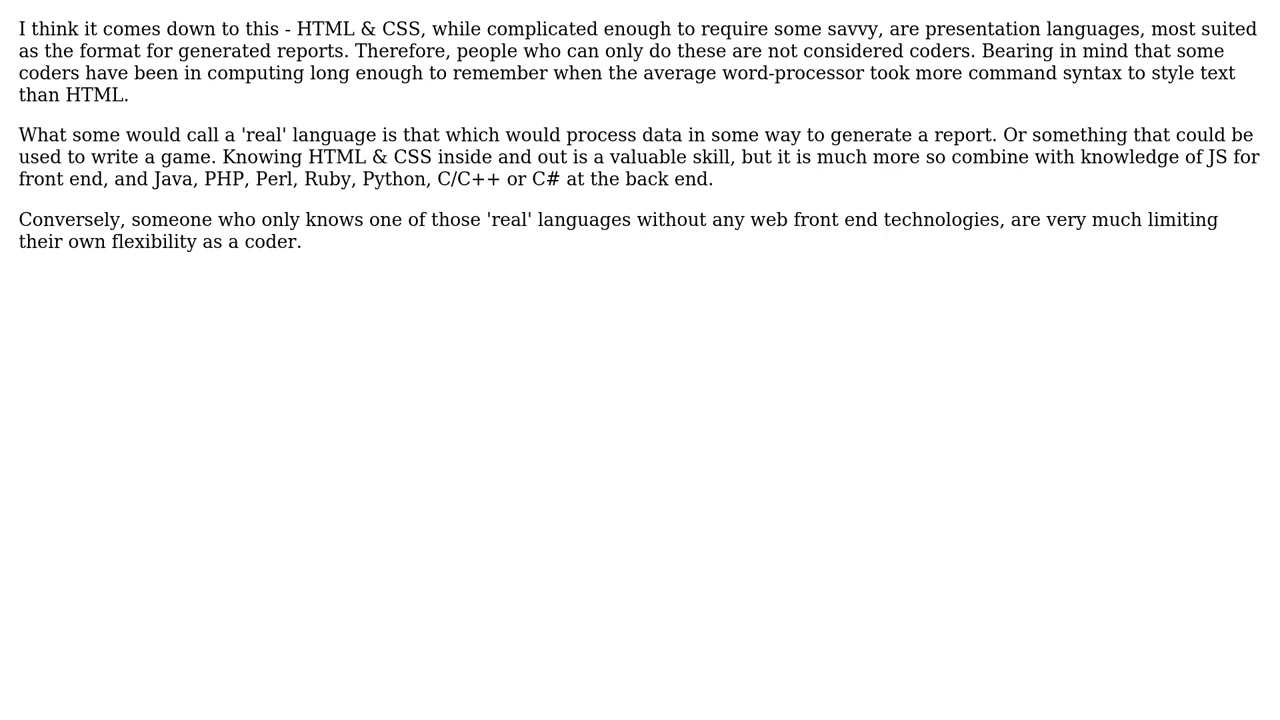 I think it comes down to this - HTML & CSS, while complicated enough to require some savvy, are presentation languages, most suited
as the format for generated reports. Therefore, people who can only do these are not considered coders. Bearing in mind that some
coders have been in computing long enough to remember when the average word-processor took more command syntax to style text
than HTML.
What some would call a 'real' language is that which would process data in some way to generate a report. Or something that could be
used to write a game. Knowing HTML & CSS inside and out is a valuable skill, but it is much more so combine with knowledge of JS for
front end, and Java, PHP, Perl, Ruby, Python, C/C++ or C# at the back end.
Conversely, someone who only knows one of those 'real' languages without any web front end technologies, are very much limiting
their own flexibility as a coder.